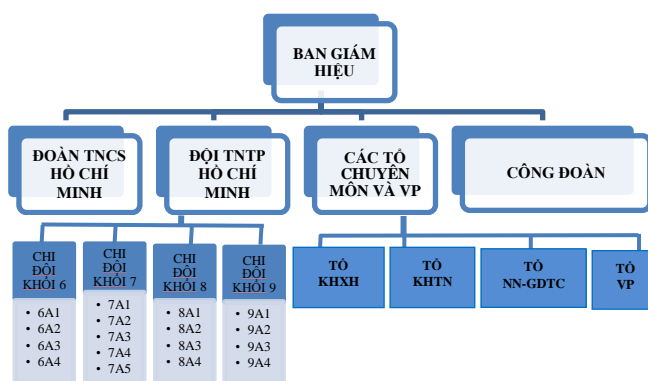 BAN GIÁM
HIỆU
ĐOÀN TNCS
HỒ CHÍ
MINH
ĐỘI TNTP
HỒ CHÍ
MINH
CÁC TỔ
CHUYÊN
MÔN VÀ VP
CÔNG ĐOÀN
CHI
ĐỘI
KHỐI 6
• 6A1
• 6A2
• 6A3
• 6A4
CHI
ĐỘI
KHỐI 7
• 7A1
• 7A2
• 7A3
• 7A4
• 7A5
CHI
ĐỘI
KHỐI 8
• 8A1
• 8A2
• 8A3
• 8A4
CHI
ĐỘI
KHỐI 9
• 9A1
• 9A2
• 9A3
• 9A4
TỔ
KHXH
TỔ
KHTN
TỔ
NN-GDTC
TỔ
VP